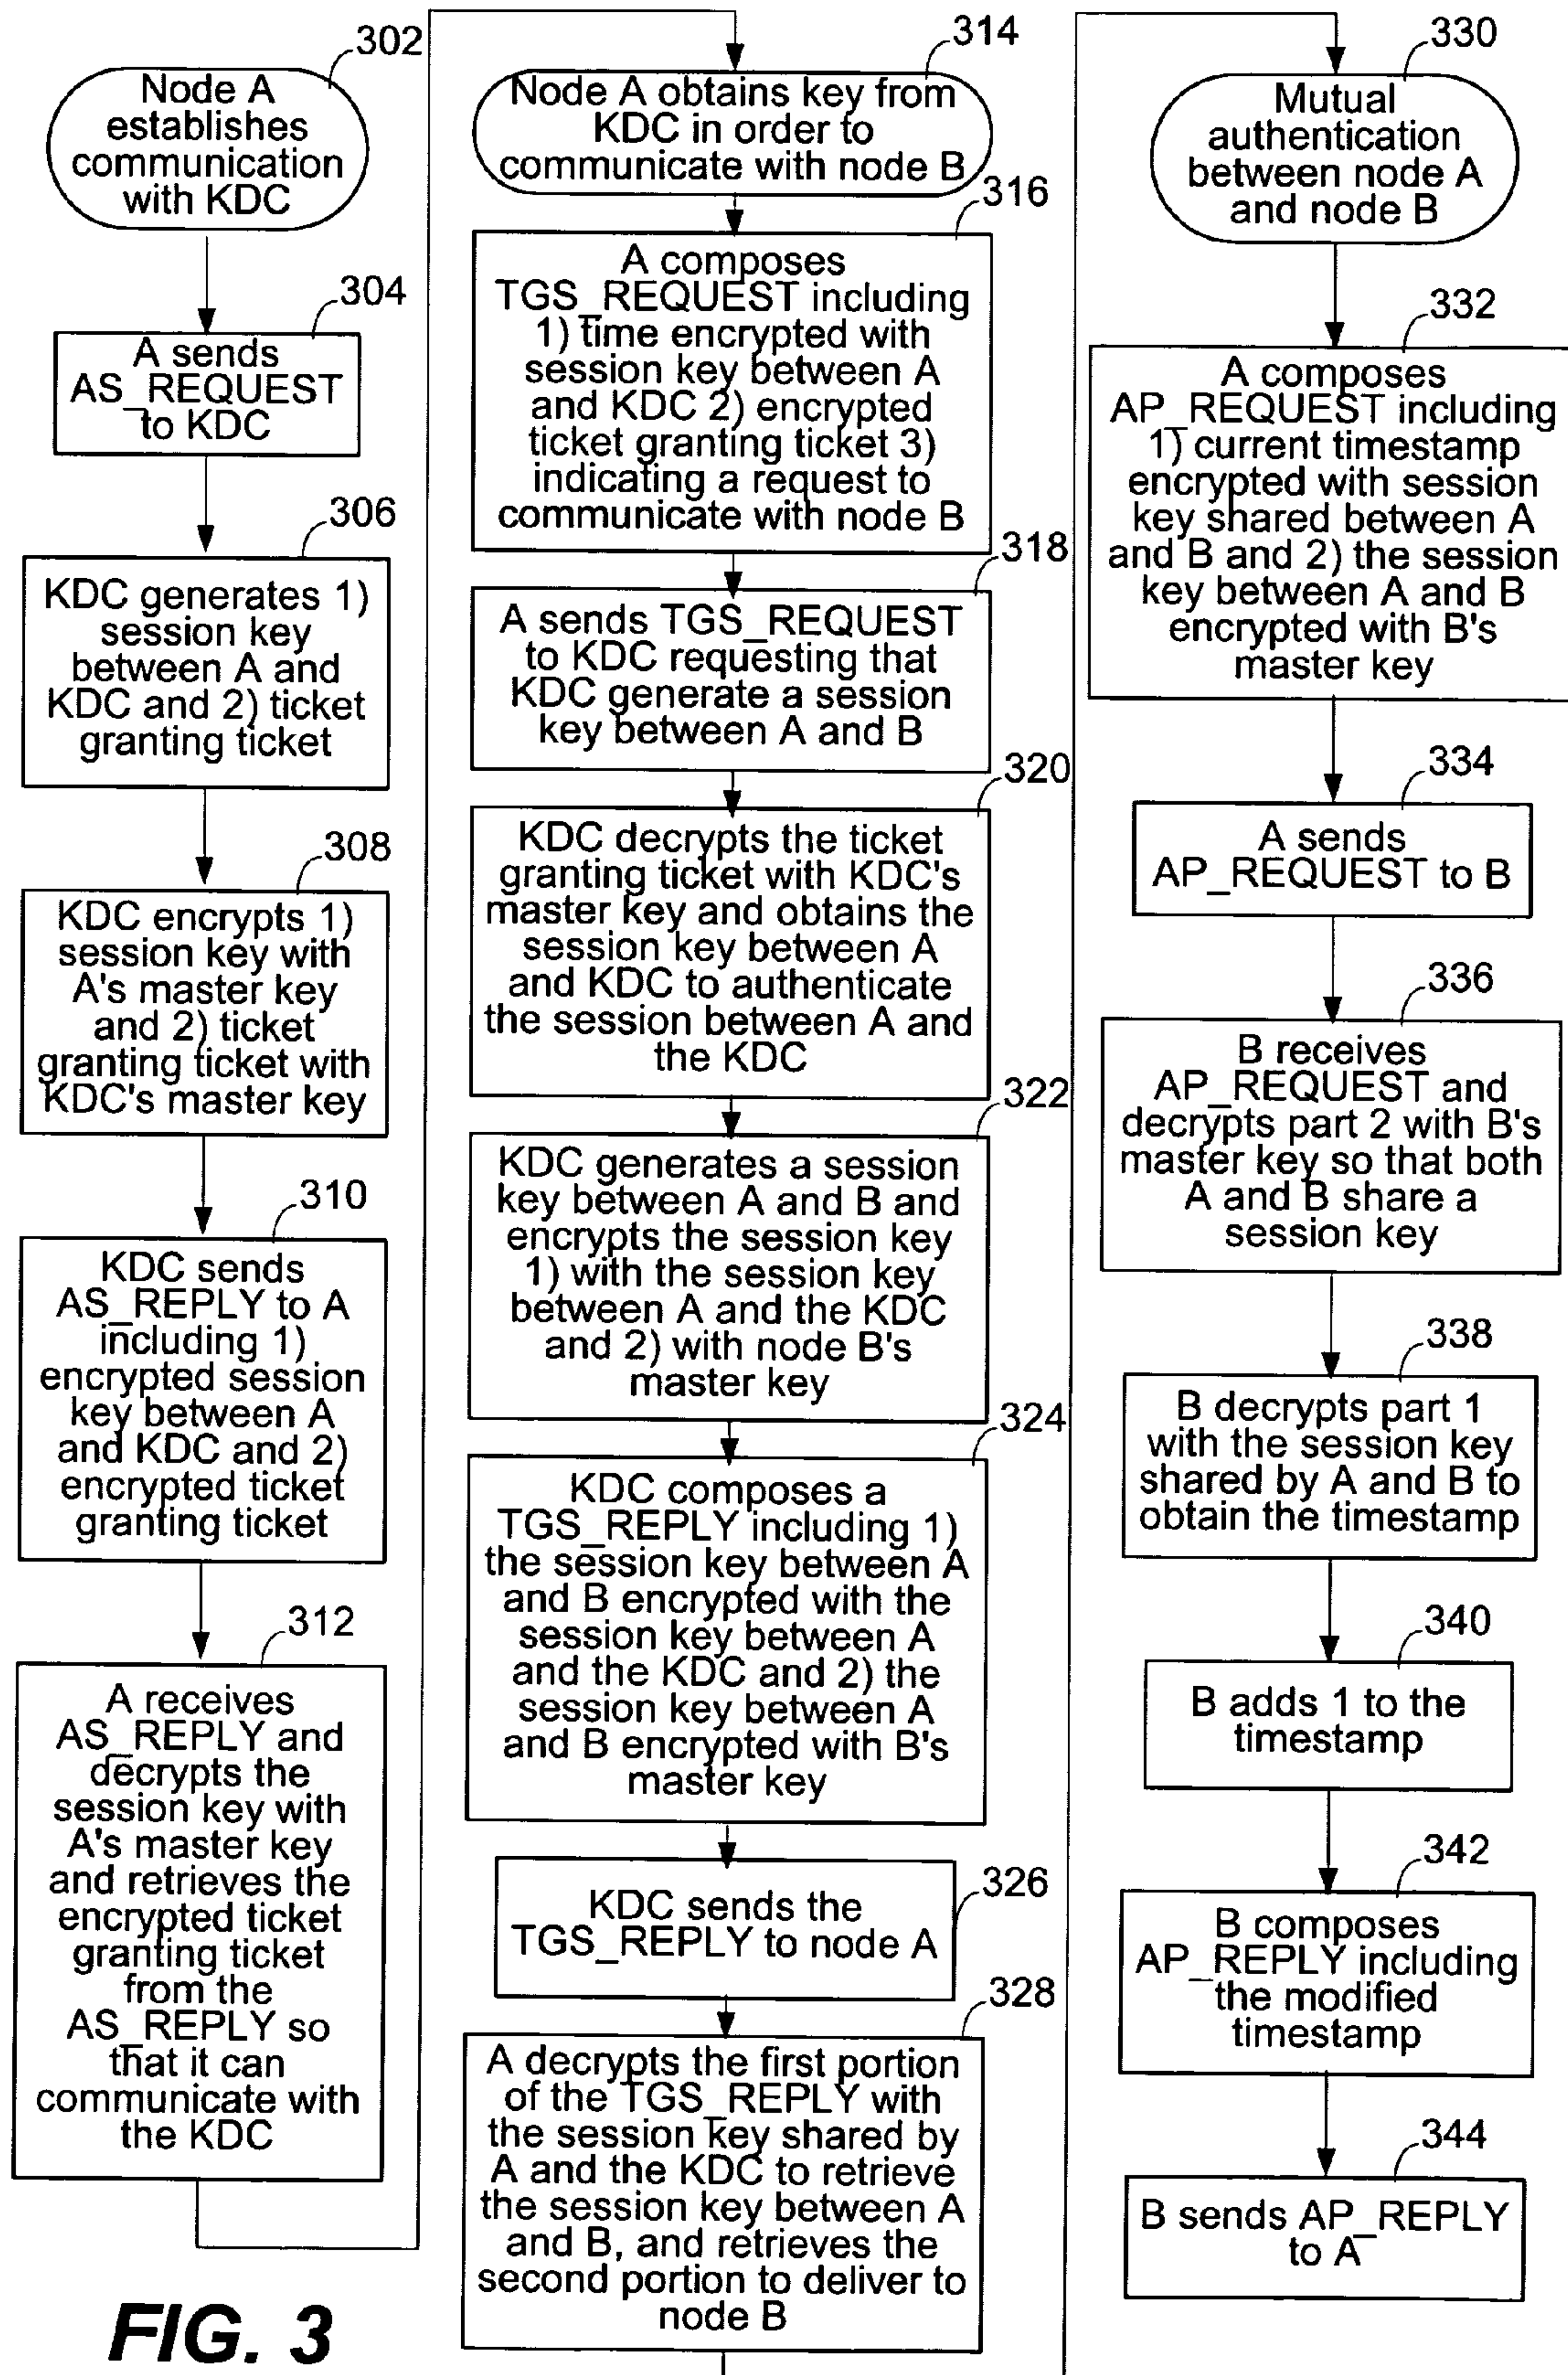 302
Node A
establishes
communication
with KDC
304
A sends
AS_REQUEST
to KDC
306
KDC generates 1)
session key
between A and
KDC and 2) ticket
granting ticket
308
KDC encrypts 1)
session key with
A's master key
and 2) ticket
granting ticket with
KDC's master key
310
KDC sends
AS_REPLY to A
including 1)
encrypted session
key between A
and KDC and 2)
encrypted ticket
granting ticket
312
A receives
AS_REPLY and
decrypts the
session key with
A's master key
and retrieves the
encrypted ticket
granting ticket
from the
AS_REPLY so
that it can
communicate with
the KDC
314
Node A obtains key from
KDC in order to
communicate with node B
316
A composes
TGS_REQUEST including
1) time encrypted with
session key between A
and KDC 2) encrypted
ticket granting ticket 3)
indicating a request to
communicate with node B
318
A sends TGS_REQUEST
to KDC requesting that
KDC generate a session
key between A and B
320
KDC decrypts the ticket
granting ticket with KDC's
master key and obtains the
session key between A
and KDC to authenticate
the session between A and
the KDC
322
KDC generates a session
key between A and B and
encrypts the session key
1) with the session key
between A and the KDC
and 2) with node B's
master key
324
KDC composes a
TGS_REPLY including 1)
the session key between A
and B encrypted with the
session key between A
and the KDC and 2) the
session key between A
and B encrypted with B's
master key
326
KDC sends the
TGS_REPLY to node A
328
A decrypts the first portion
of the TGS_REPLY with
the session key shared by
A and the KDC to retrieve
the session key between A
and B, and retrieves the
second portion to deliver to
node B
330
Mutual
authentication
between node A
and node B
332
A composes
AP_REQUEST including
1) current timestamp
encrypted with session
key shared between A
and B and 2) the session
key between A and B
encrypted with B's
master key
334
A sends
AP_REQUEST to B
336
B receives
AP_REQUEST and
decrypts part 2 with B's
master key so that both
A and B share a
session key
338
B decrypts part 1
with the session key
shared by A and B to
obtain the timestamp
340
B adds 1 to the
timestamp
342
B composes
AP_REPLY including
the modified
timestamp
344
B sends AP_REPLY
to A
FIG. 3